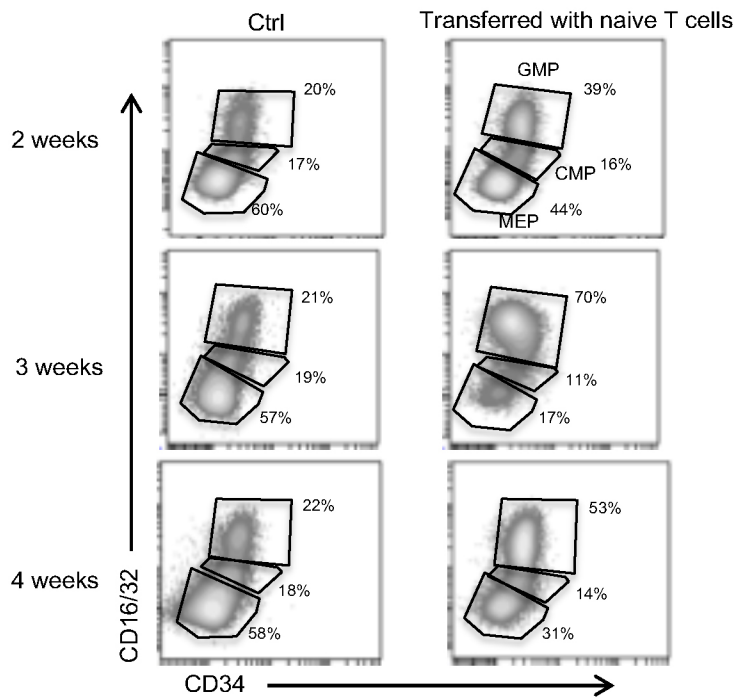 Ctrl
Transferred with naive T cells
2 weeks
20%
17%
60%
GMP
39%
CMP
16%
MEP
44%
3 weeks
21%
19%
57%
70%
11%
17%
4 weeks
22%
18%
58%
53%
14%
31%
CD16/32
CD34